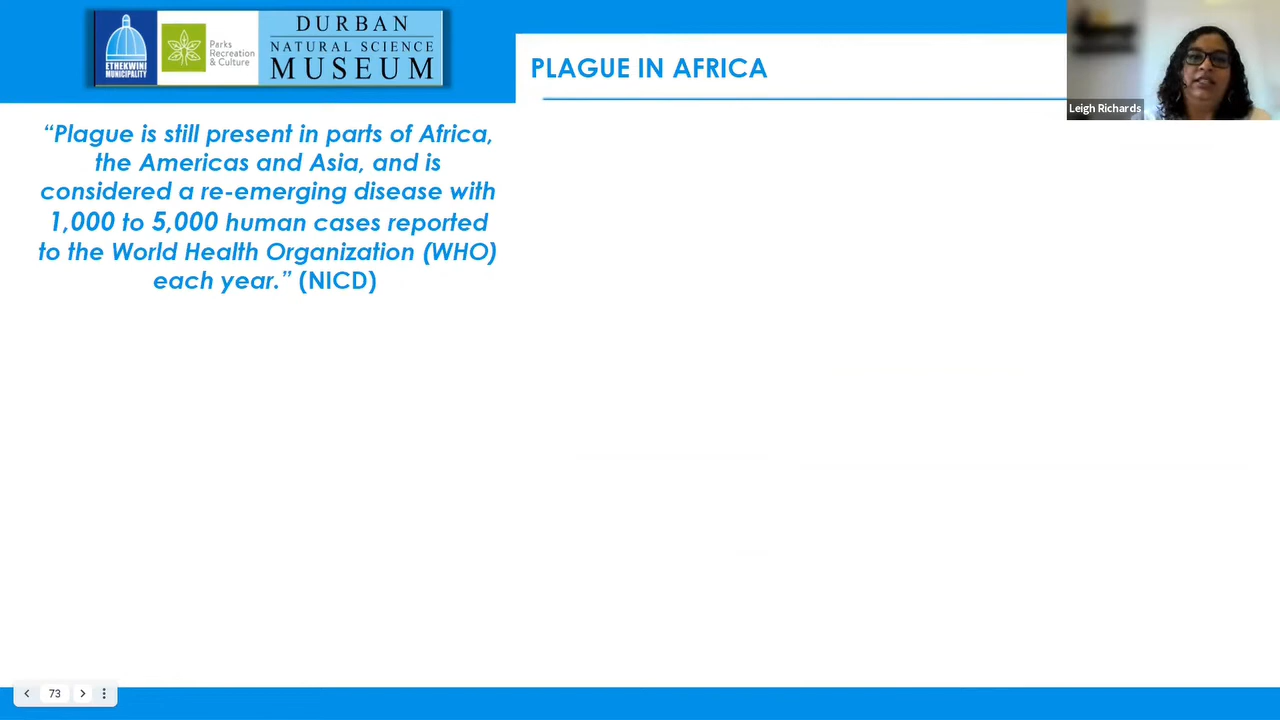 ETHEKWINI
MUNICIPALITY
Parks
Recreation
& Culture
DURBAN
NATURAL SCIENCE
MUSEUM
PLAGUE IN AFRICA
Leigh Richards
“Plague is still present in parts of Africa,
the Americas and Asia, and is
considered a re-emerging disease with
1,000 to 5,000 human cases reported
to the World Health Organization (WHO)
each year.” (NICD)
73